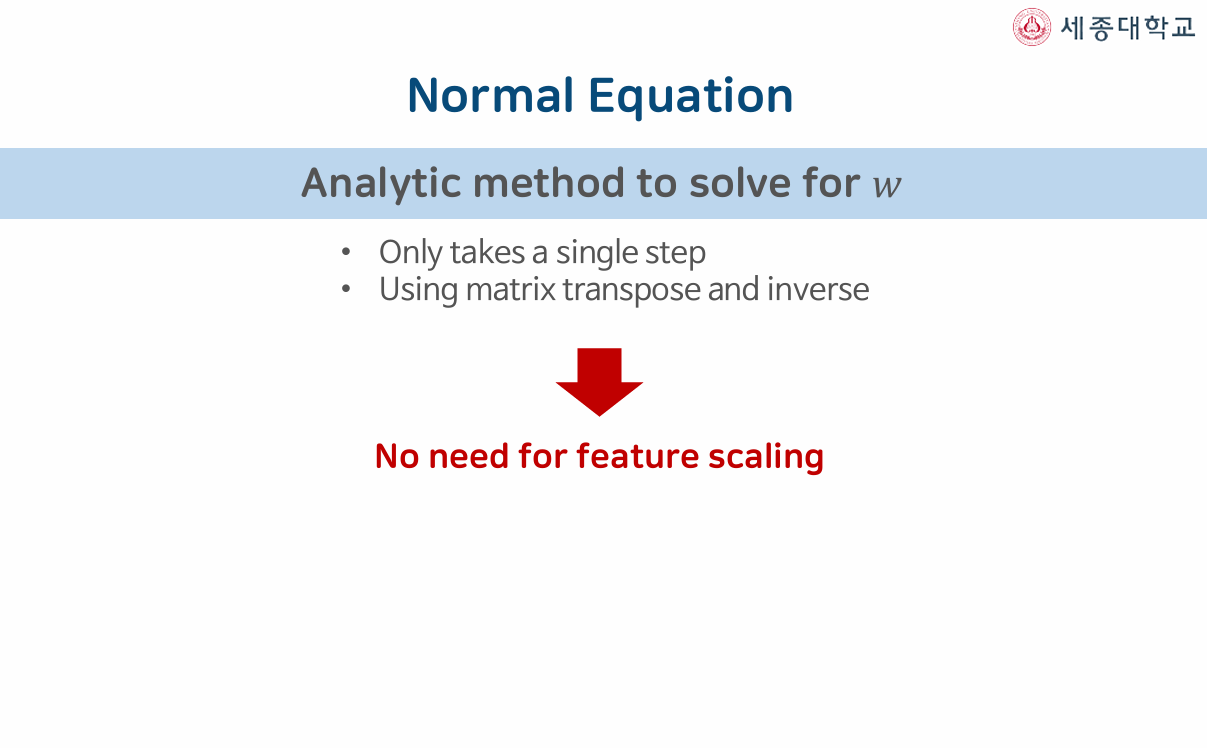 세종대학교
Normal Equation
Analytic method to solve for w
• Only takes a single step
• Using matrix transpose and inverse
No need for feature scaling